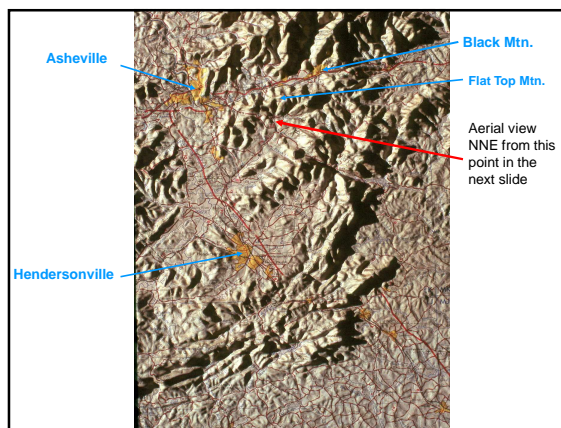 Asheville
Black Mtn.
Flat Top Mtn.
Aerial view
NNE from this
point in the
next slide
Hendersonville